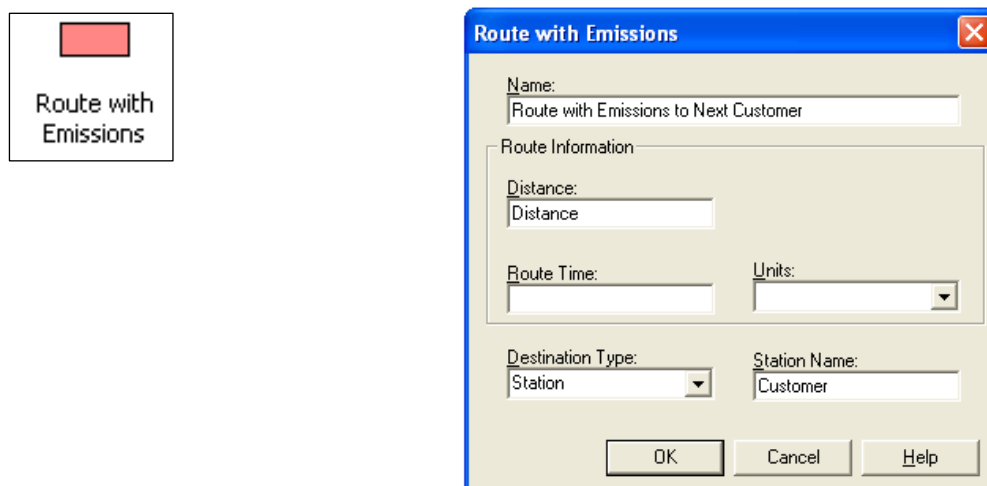 Route with
Emissions
Route with Emissions
Name:
Route with Emissions to Next Customer
Route Information
Distance:
Distance
Route Time:
Units:
Destination Type:
Station Name:
Station
Customer
OK
Cancel
Help